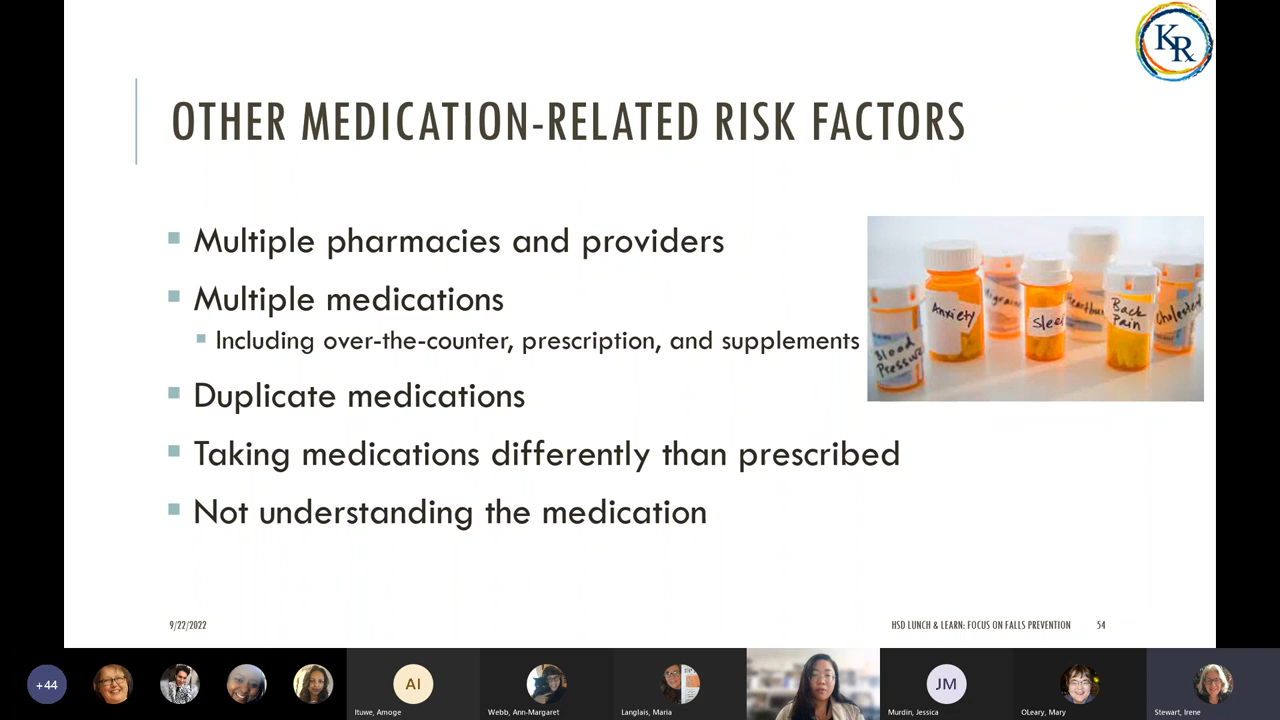 KR
OTHER MEDICATION-RELATED RISK FACTORS
Multiple pharmacies and providers
Multiple medications
Including over-the-counter, prescription, and supplements
Duplicate medications
Taking medications differently than prescribed
Not understanding the medication
Blood
Pressure
Anxiety
Migraine
Sleep
Heartburn
Back
Pain
Cholesterol
9/22/2022
HSD LUNCH & LEARN: FOCUS ON FALLS PREVENTION
54
+44
AI
JM
Ituwe, Amoge
Webb, Ann-Margaret
Langlais, Maria
Murdin, Jessica
OLeary, Mary
Stewart, Irene